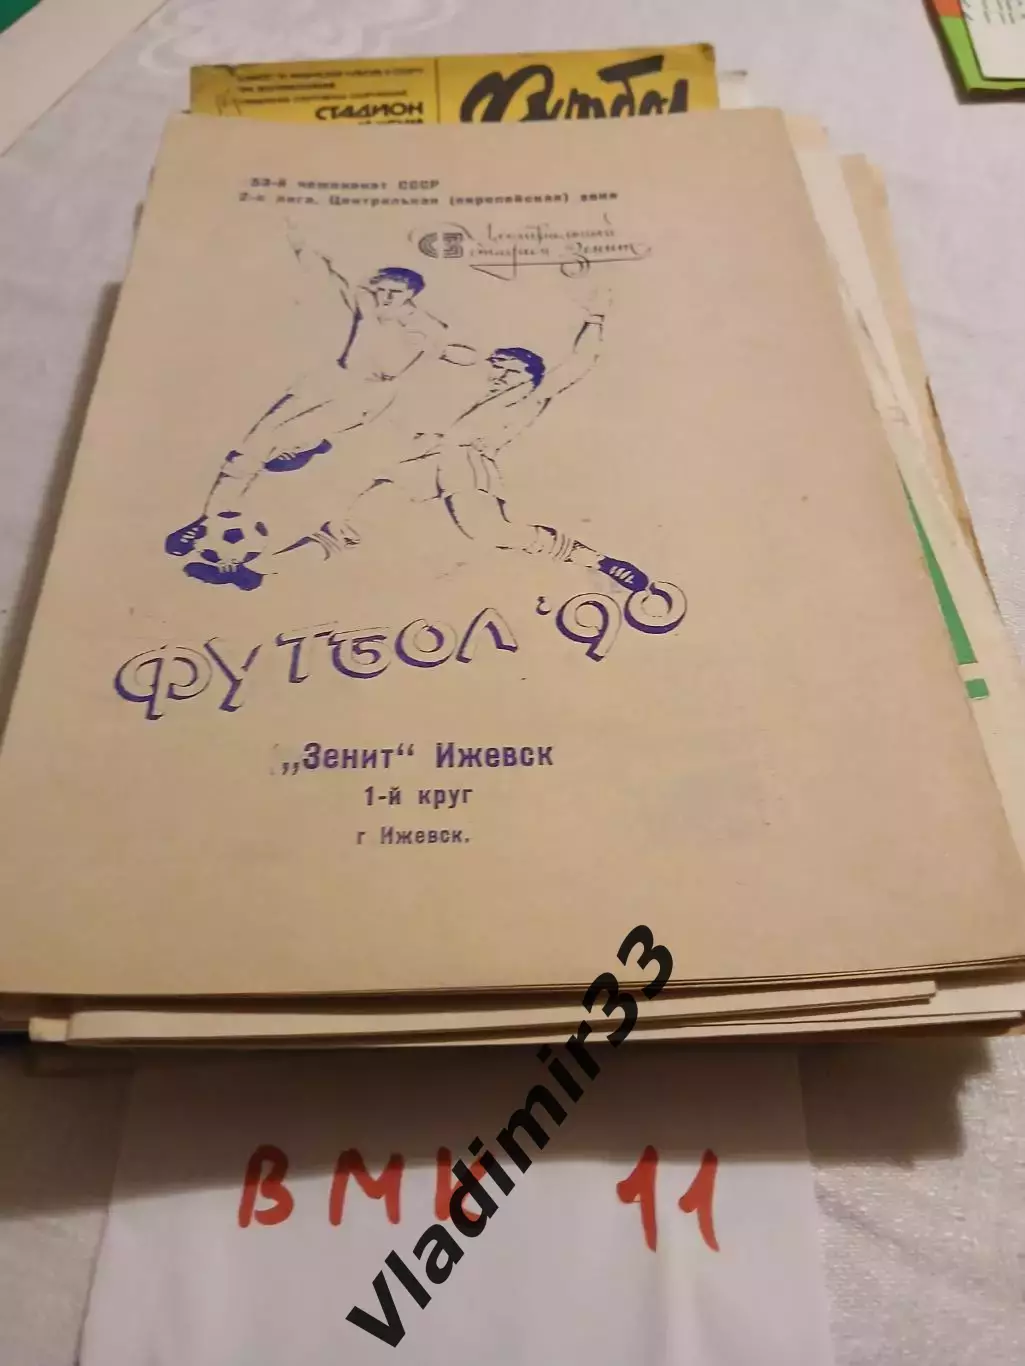 СТАДИОН
Футбол
53-й чемпионат СССР
2-я лига. Центральная (европейская) зона
Центральный
стадион Зенит
ФУТБОЛ '90
„Зенит“ Ижевск
1-й круг
г Ижевск.
ВМК 11
vladimir33